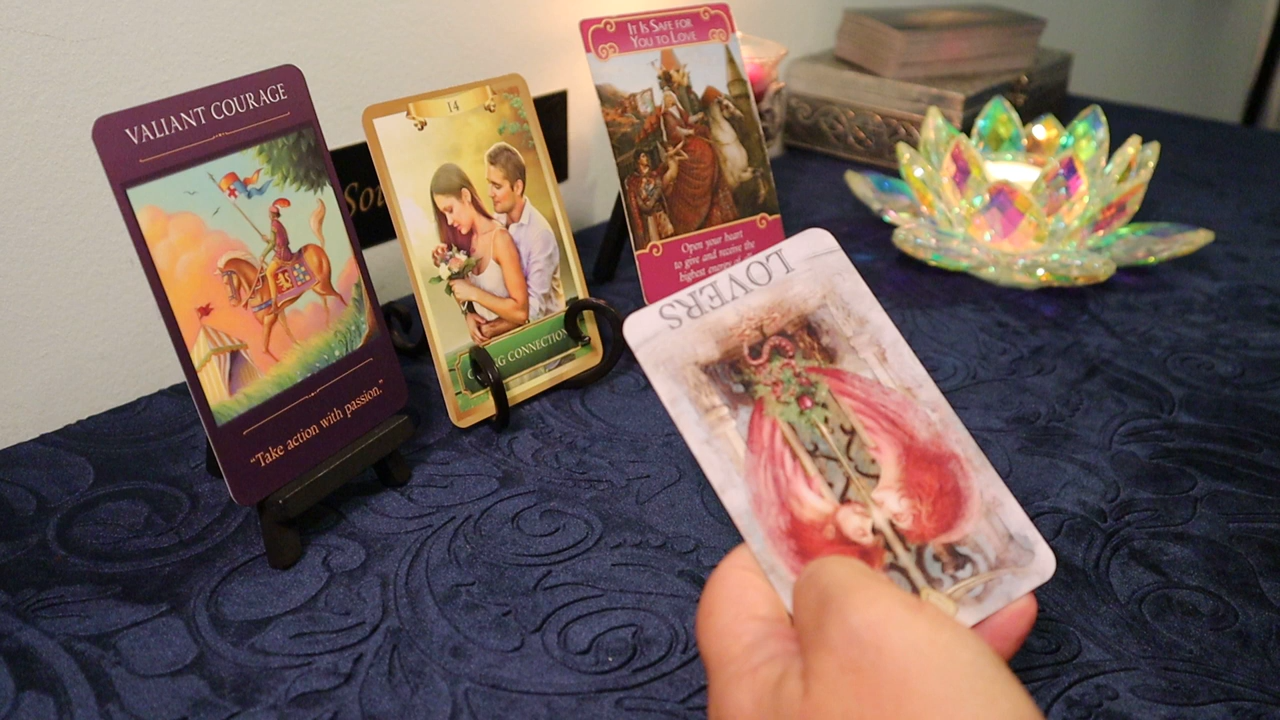 VALIANT COURAGE
"Take action with passion."
14
CONNECTION
IT IS SAFE FOR
YOU TO LOVE
Open your heart
to give and receive the
highest energy of
LOVERS